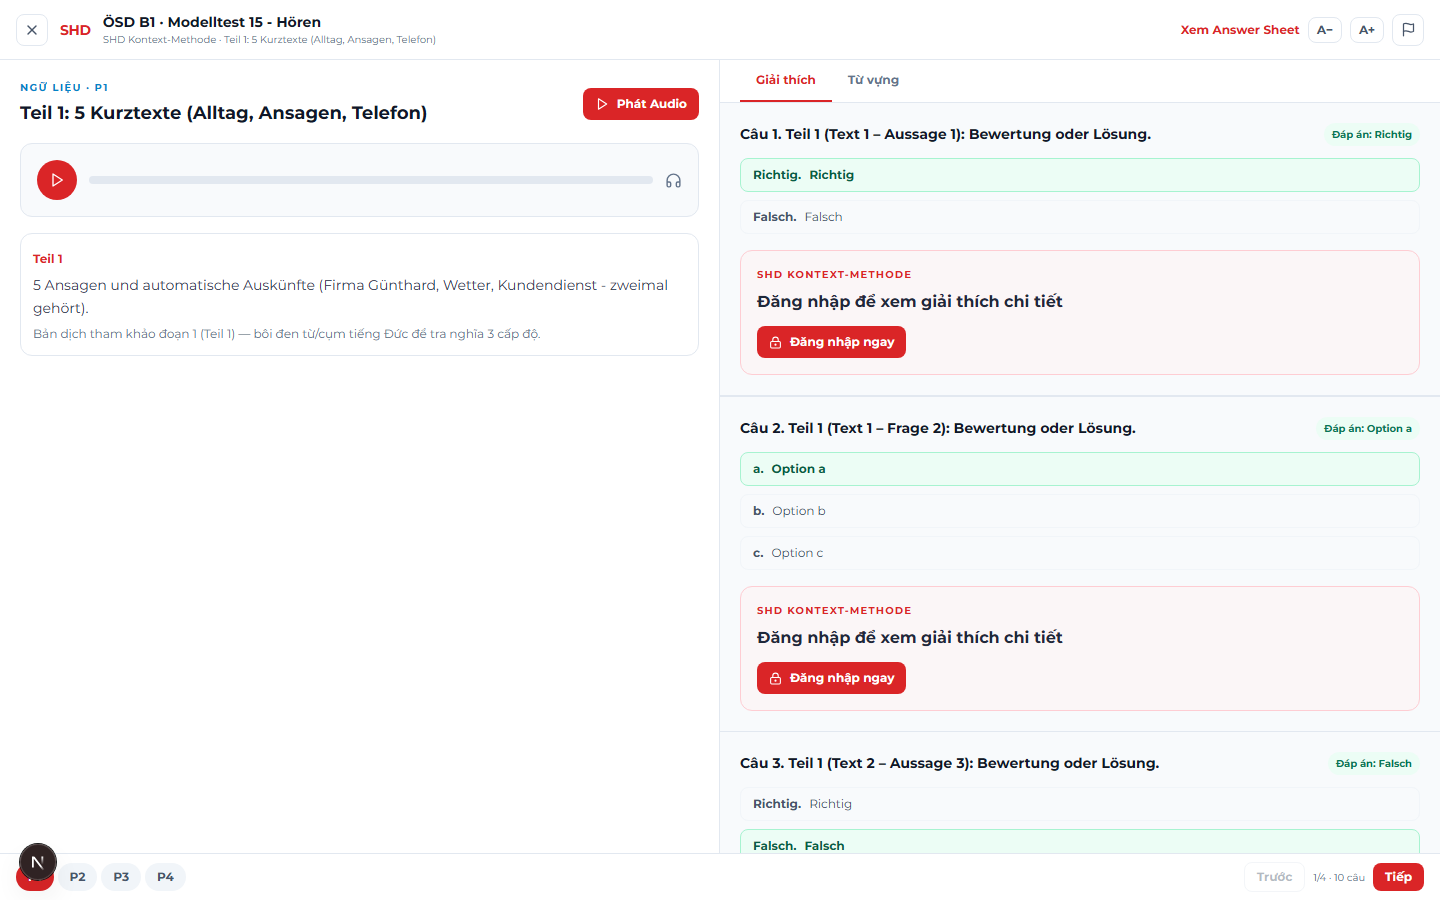 SHD
ÖSD B1 · Modelltest 15 - Hören
SHD Kontext-Methode · Teil 1: 5 Kurztexte (Alltag, Ansagen, Telefon)
Xem Answer Sheet
A−
A+
NGỮ LIỆU · P1
Teil 1: 5 Kurztexte (Alltag, Ansagen, Telefon)
Phát Audio
Teil 1
5 Ansagen und automatische Auskünfte (Firma Günthard, Wetter, Kundendienst - zweimal
gehört).
Bản dịch tham khảo đoạn 1 (Teil 1) — bôi đen từ/cụm tiếng Đức để tra nghĩa 3 cấp độ.
Giải thích
Từ vựng
Câu 1. Teil 1 (Text 1 – Aussage 1): Bewertung oder Lösung.
Đáp án: Richtig
Richtig. Richtig
Falsch. Falsch
SHD KONTEXT-METHODE
Đăng nhập để xem giải thích chi tiết
Đăng nhập ngay
Câu 2. Teil 1 (Text 1 – Frage 2): Bewertung oder Lösung.
Đáp án: Option a
a. Option a
b. Option b
c. Option c
SHD KONTEXT-METHODE
Đăng nhập để xem giải thích chi tiết
Đăng nhập ngay
Câu 3. Teil 1 (Text 2 – Aussage 3): Bewertung oder Lösung.
Đáp án: Falsch
Richtig. Richtig
Falsch. Falsch
N
P2
P3
P4
Trước
1/4 · 10 câu
Tiếp